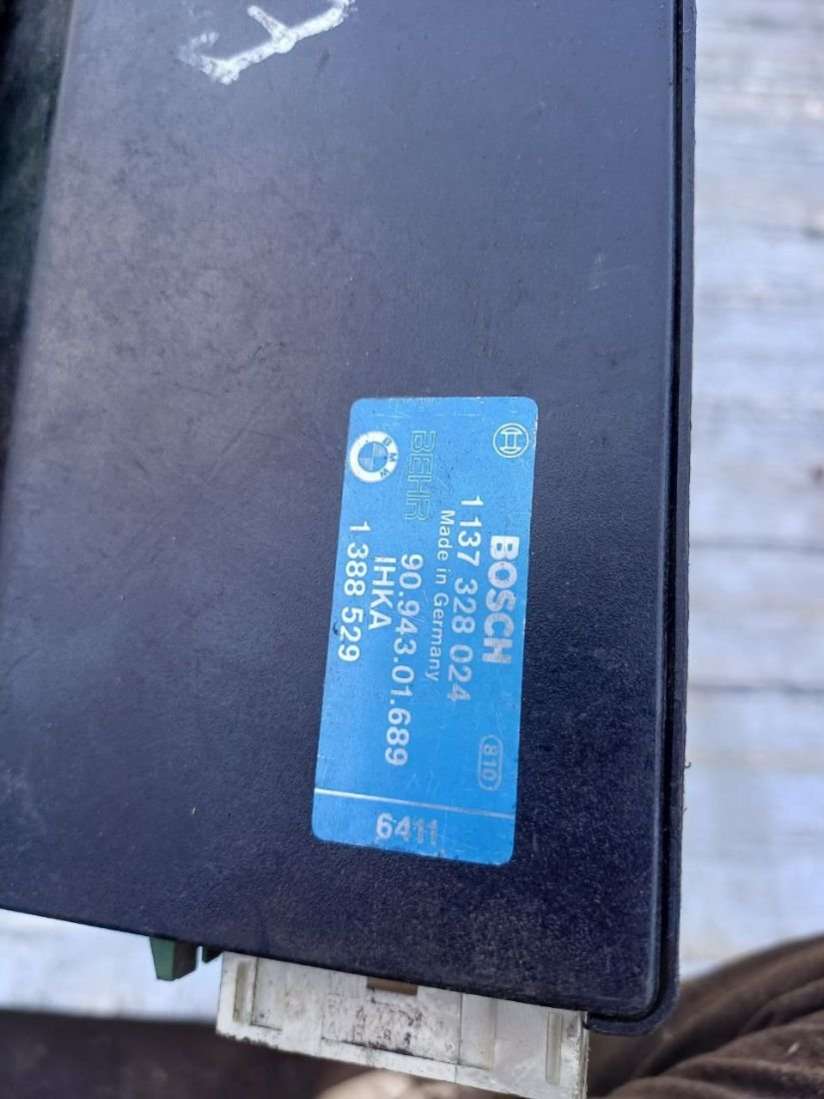 BOSCH
1 137 328 024
Made in Germany
BEHR
90.943.01.689
BMW
IHKA
1 388 529
810
6411